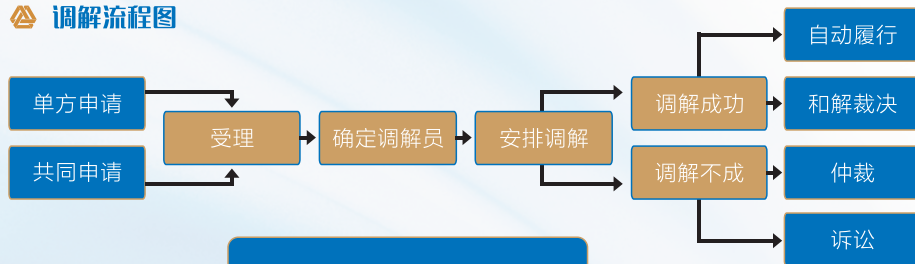 调解流程图
单方申请
共同申请
受理
确定调解员
安排调解
调解成功
调解不成
自动履行
和解裁决
仲裁
诉讼